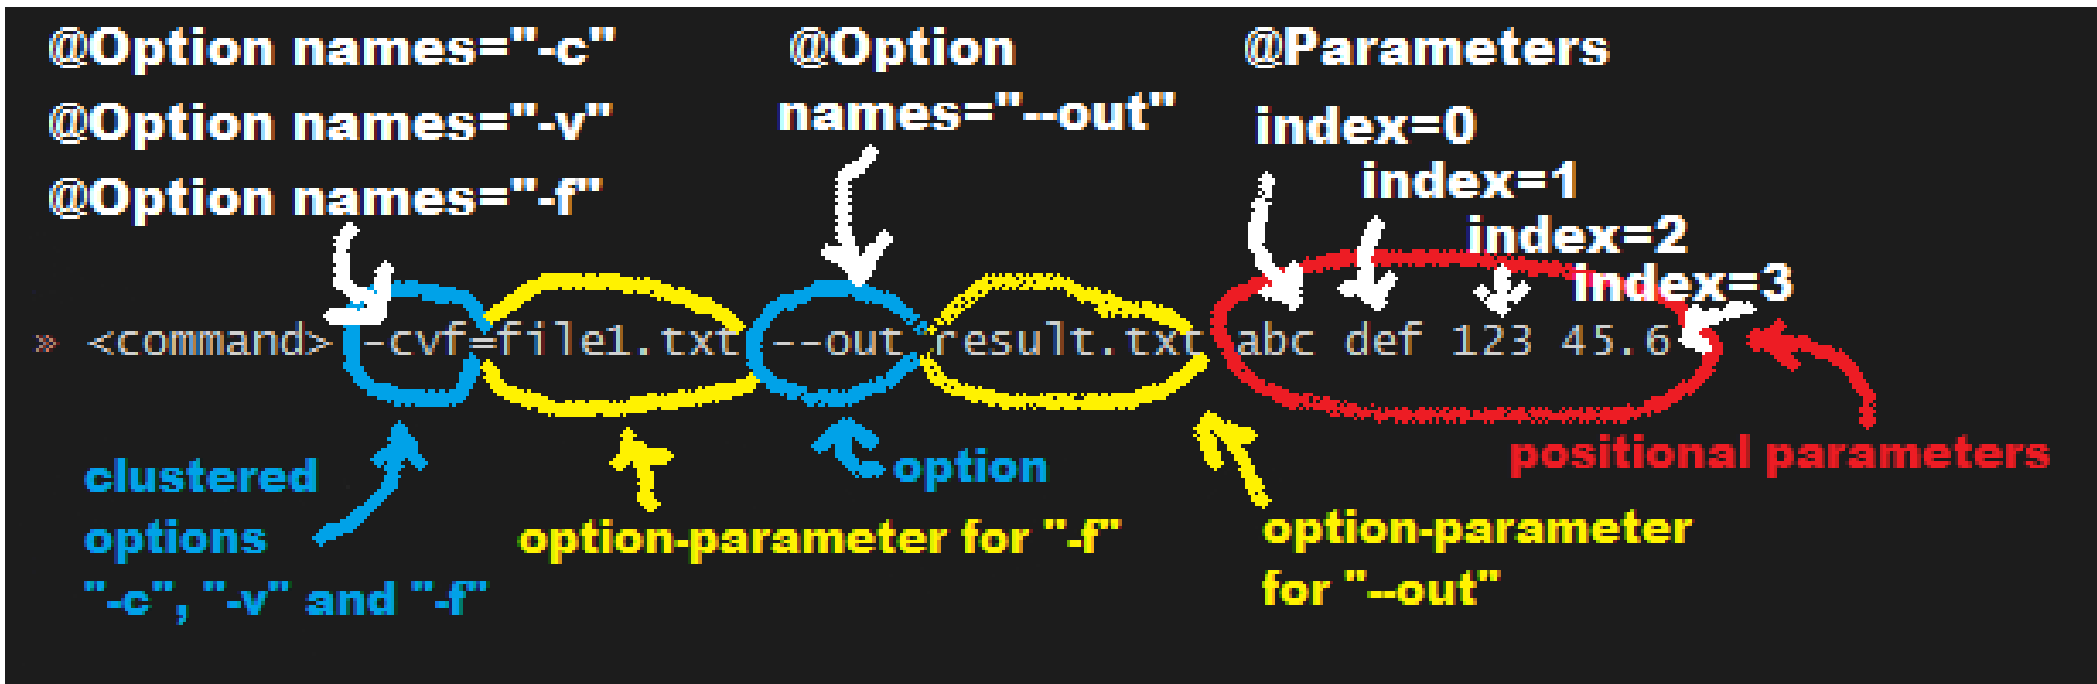 @Option names="-c"
@Option names="-v"
@Option names="-f"
@Option
names="--out"
@Parameters
index=0
index=1
index=2
index=3
» <command> -cvf=file1.txt --out result.txt abc def 123 45.6
clustered
options
"-c", "-v" and "-f"
option-parameter for "-f"
option
option-parameter
for "--out"
positional parameters